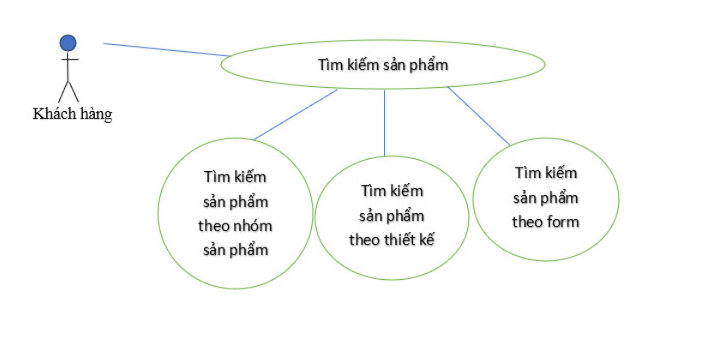 Tìm kiếm sản phẩm
Khách hàng
Tìm kiếm
sản phẩm
theo nhóm
sản phẩm
Tìm kiếm
sản phẩm
theo thiết kế
Tìm kiếm
sản phẩm
theo form